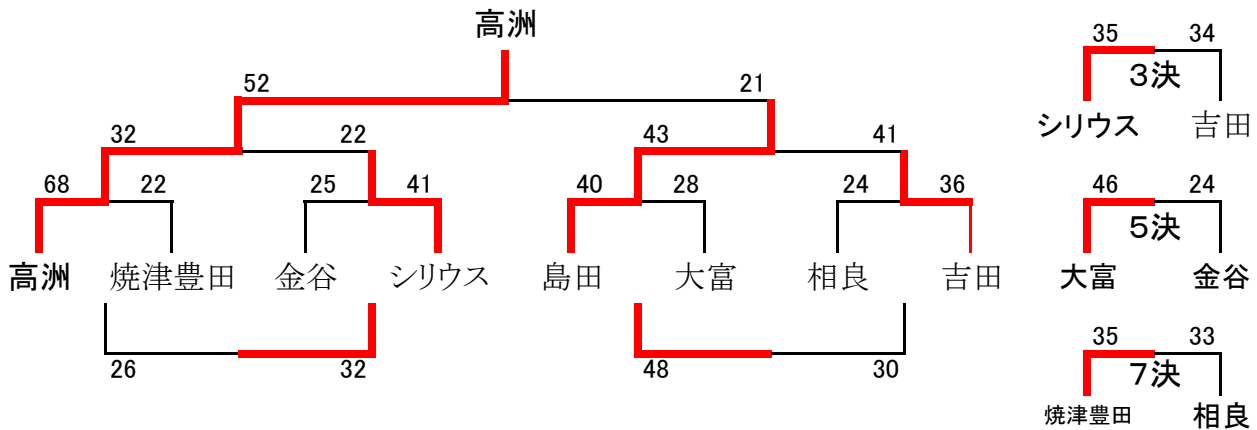 高洲
35 34
3決
シリウス 吉田
52 21
32 22 43 41
68 22 25 41 40 28 24 36
高洲 焼津豊田 金谷 シリウス 島田 大富 相良 吉田
46 24
5決
大富 金谷
26 32 48 30
35 33
7決
焼津豊田 相良